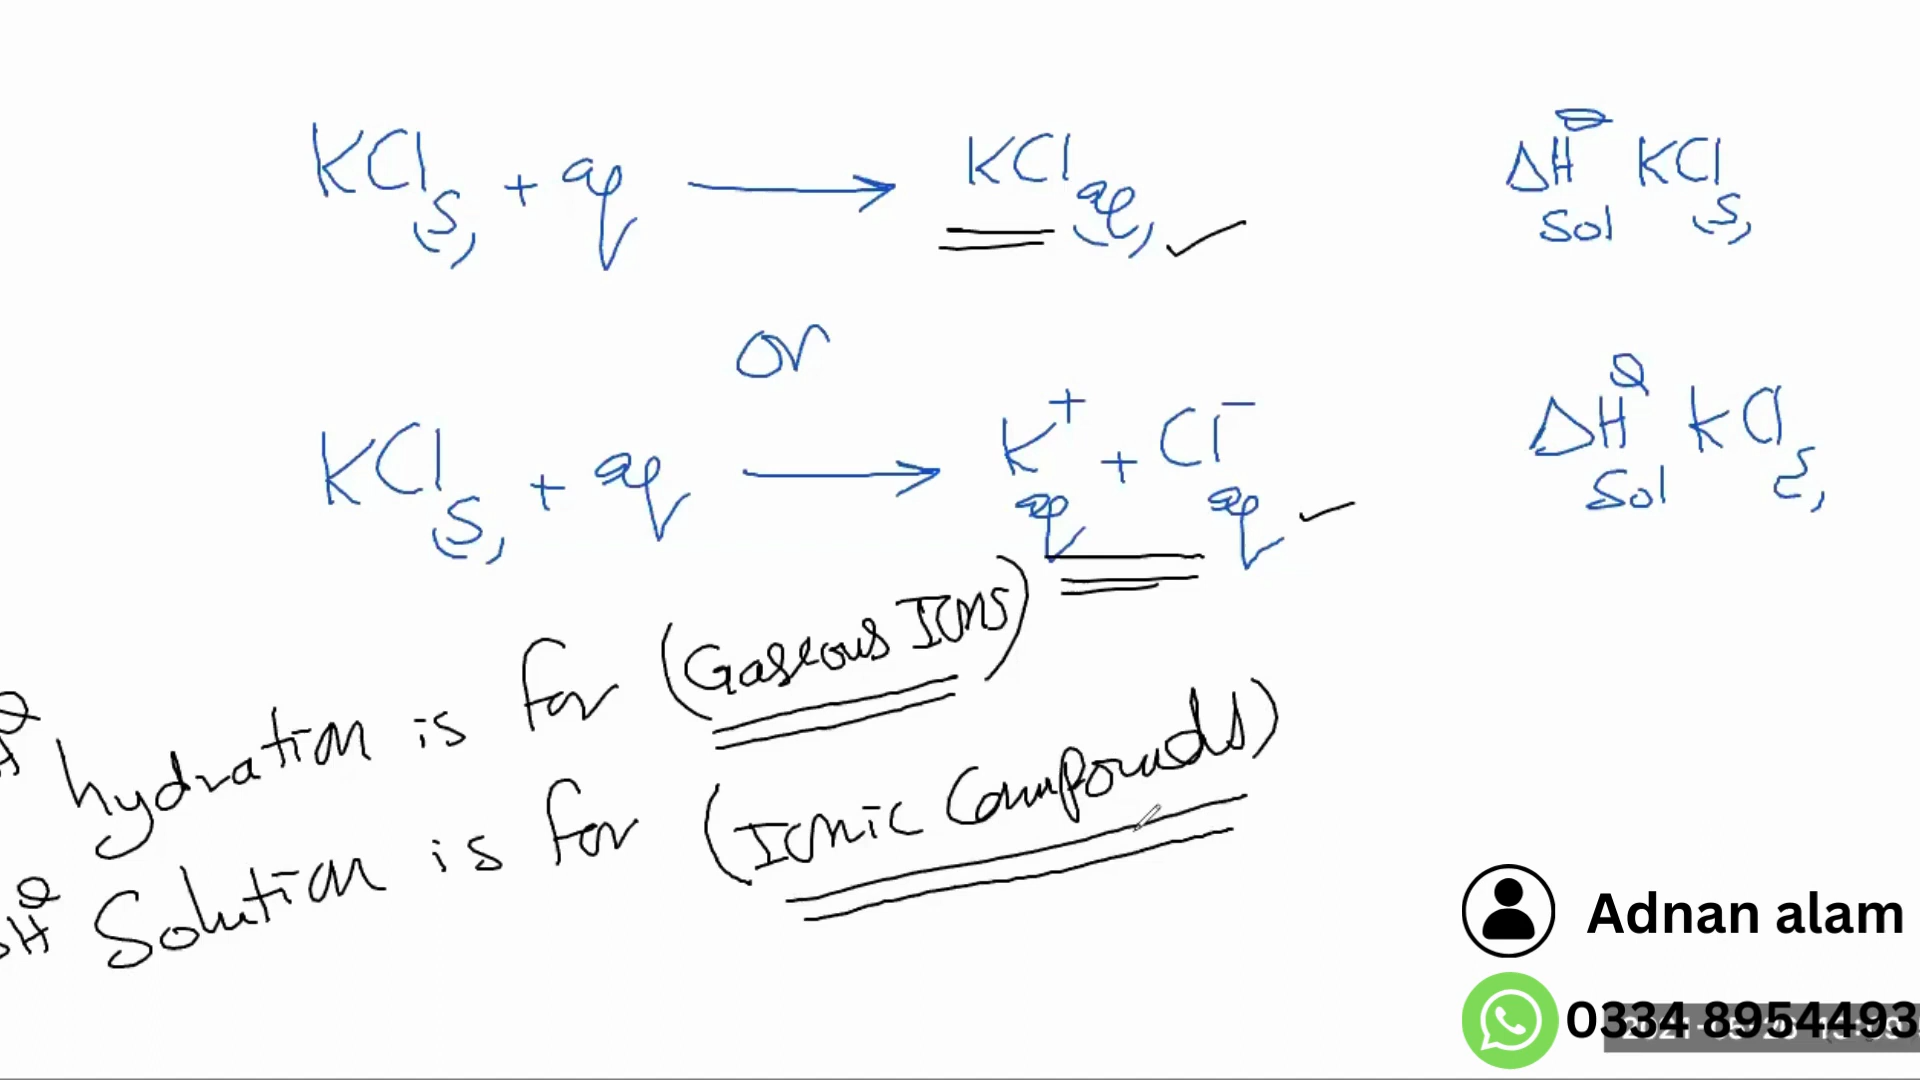 KCl(s) + aq → KCl(aq) ✓ ΔH⦵sol KCl(s)
or
KCl(s) + aq → K⁺aq + Cl⁻aq ✓ ΔH⦵sol KCl(s)
hydration is for (Gaseous Ions)
ΔH⦵ Solution is for (Ionic Compounds)
Adnan alam
0334 8954493